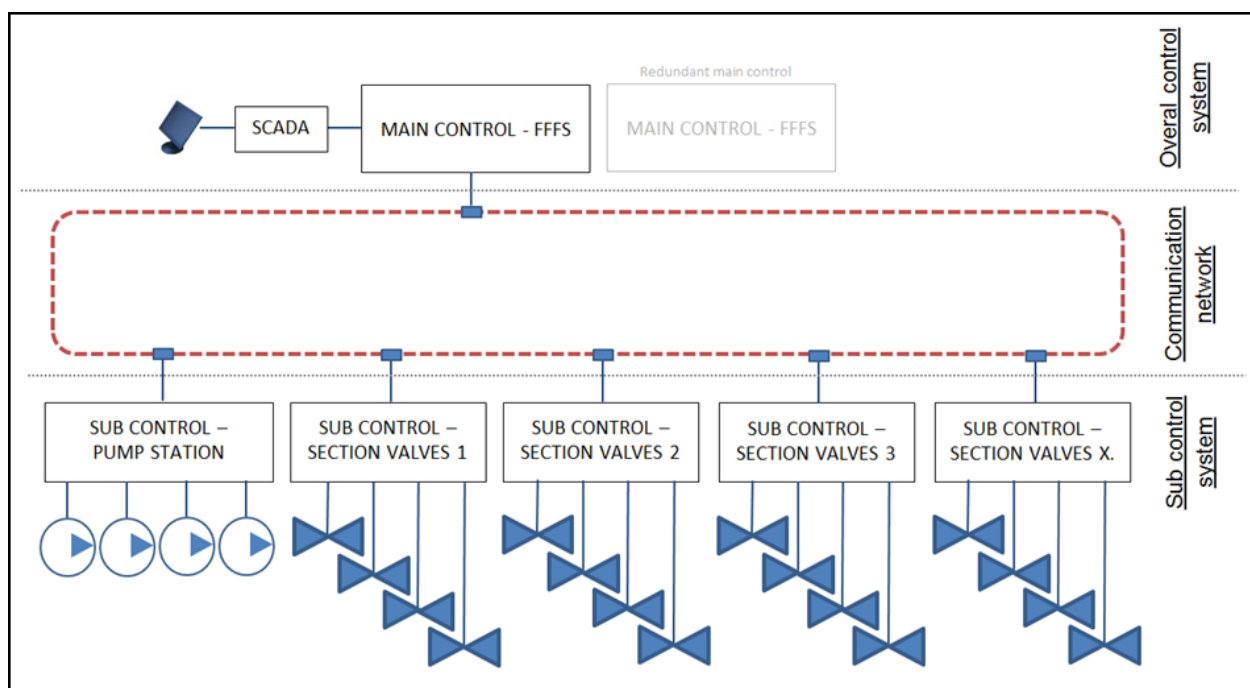 Redundant main control
SCADA
MAIN CONTROL - FFFS
MAIN CONTROL - FFFS
Overal control
system
Communication
network
SUB CONTROL –
PUMP STATION
SUB CONTROL –
SECTION VALVES 1
SUB CONTROL –
SECTION VALVES 2
SUB CONTROL –
SECTION VALVES 3
SUB CONTROL –
SECTION VALVES X.
Sub control
system